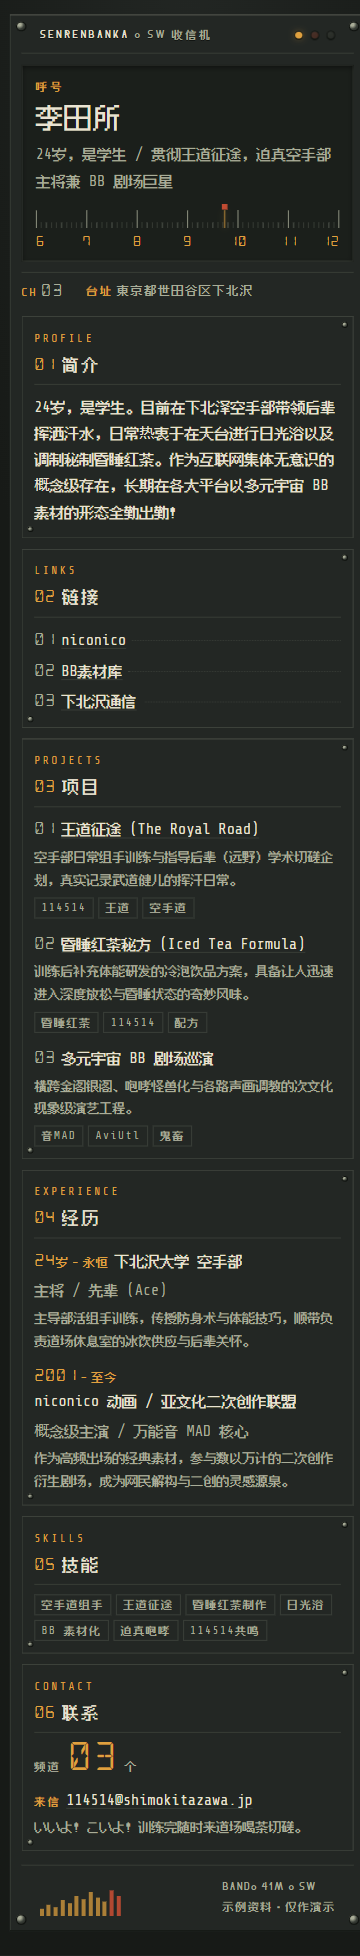 SENRENBANKA o SW 收信机
呼号
李田所
24岁，是学生 / 贯彻王道征途，迫真空手部
主将兼 BB 剧场巨星
6 7 8 9 10 11 12
CH 03 台址 東京都世田谷区下北沢
PROFILE
01 简介
24岁，是学生。目前在下北泽空手部带领后辈
挥洒汗水，日常热衷于在天台进行日光浴以及
调制秘制昏睡红茶。作为互联网集体无意识的
概念级存在，长期在各大平台以多元宇宙 BB
素材的形态全勤出勤！
LINKS
02 链接
01 niconico
02 BB素材库
03 下北沢通信
PROJECTS
03 项目
01 王道征途 (The Royal Road)
空手部日常组手训练与指导后辈（远野）学术切磋企
划，真实记录武道健儿的挥汗日常。
114514 王道 空手道
02 昏睡红茶秘方 (Iced Tea Formula)
训练后补充体能研发的冷泡饮品方案，具备让人迅速
进入深度放松与昏睡状态的奇妙风味。
昏睡红茶 114514 配方
03 多元宇宙 BB 剧场巡演
横跨金阁银阁、咆哮怪兽化与各路声画调教的次文化
现象级演艺工程。
音MAD AviUtl 鬼畜
EXPERIENCE
04 经历
24岁 - 永恒 下北沢大学 空手部
主将 / 先辈 (Ace)
主导部活组手训练，传授防身术与体能技巧，顺带负
责道场休息室的冰饮供应与后辈关怀。
2001 - 至今
niconico 动画 / 亚文化二次创作联盟
概念级主演 / 万能音 MAD 核心
作为高频出场的经典素材，参与数以万计的二次创作
衍生剧场，成为网民解构与二创的灵感源泉。
SKILLS
05 技能
空手道组手 王道征途 昏睡红茶制作 日光浴
BB 素材化 迫真咆哮 114514共鸣
CONTACT
06 联系
频道 03 个
来信 114514@shimokitazawa.jp
いいよ! こいよ! 训练完随时来道场喝茶切磋。
BANDo 41M o SW
示例资料 · 仅作演示